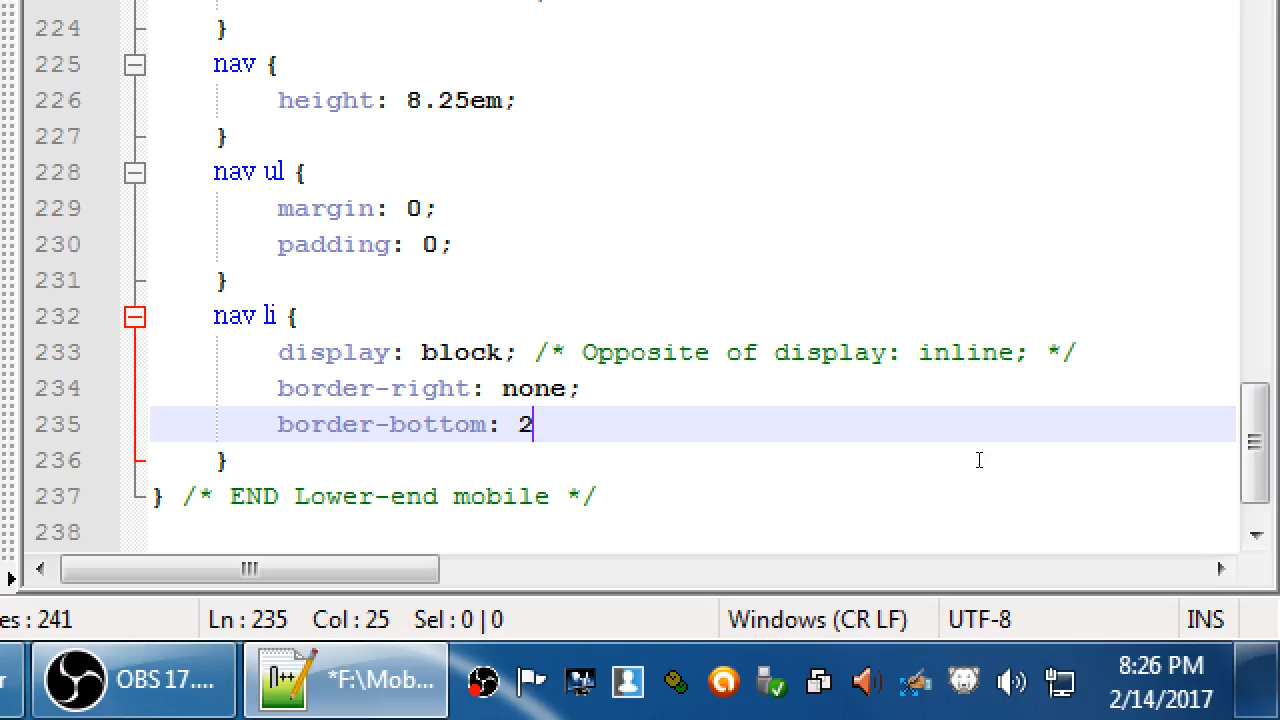 224 }
225 nav {
226 height: 8.25em;
227 }
228 nav ul {
229 margin: 0;
230 padding: 0;
231 }
232 nav li {
233 display: block; /* Opposite of display: inline; */
234 border-right: none;
235 border-bottom: 2
236 }
237 } /* END Lower-end mobile */
238
es : 241 Ln : 235 Col : 25 Sel : 0 | 0 Windows (CR LF) UTF-8 INS
r OBS 17.... *F:\Mob... 8:26 PM
2/14/2017